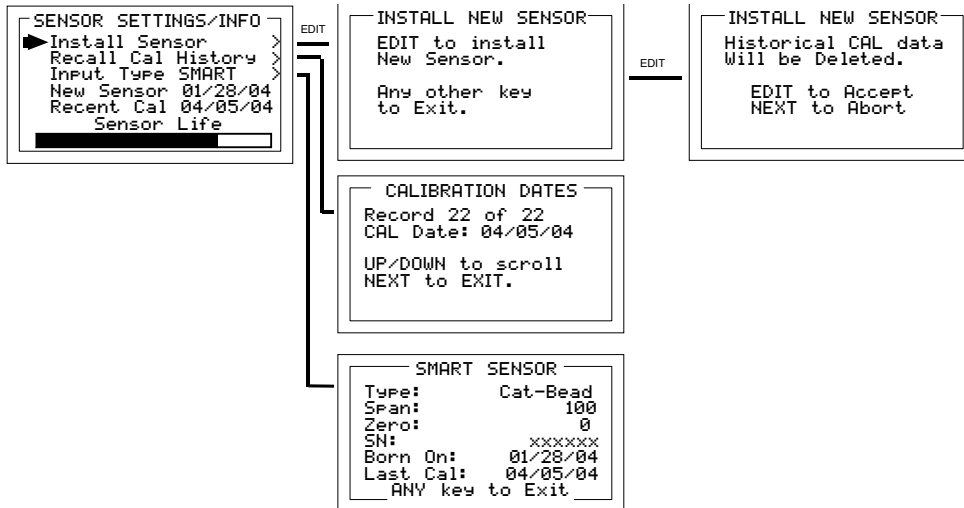 SENSOR SETTINGS/INFO
Install Sensor >
Recall Cal History >
Input Type SMART >
New Sensor 01/28/04
Recent Cal 04/05/04
Sensor Life
EDIT
INSTALL NEW SENSOR
EDIT to install
New Sensor.
Any other key
to Exit.
EDIT
INSTALL NEW SENSOR
Historical CAL data
Will be Deleted.
EDIT to Accept
NEXT to Abort
CALIBRATION DATES
Record 22 of 22
CAL Date: 04/05/04
UP/DOWN to scroll
NEXT to EXIT.
SMART SENSOR
Type: Cat-Bead
Span: 100
Zero: 0
SN: xxxxxx
Born On: 01/28/04
Last Cal: 04/05/04
ANY key to Exit